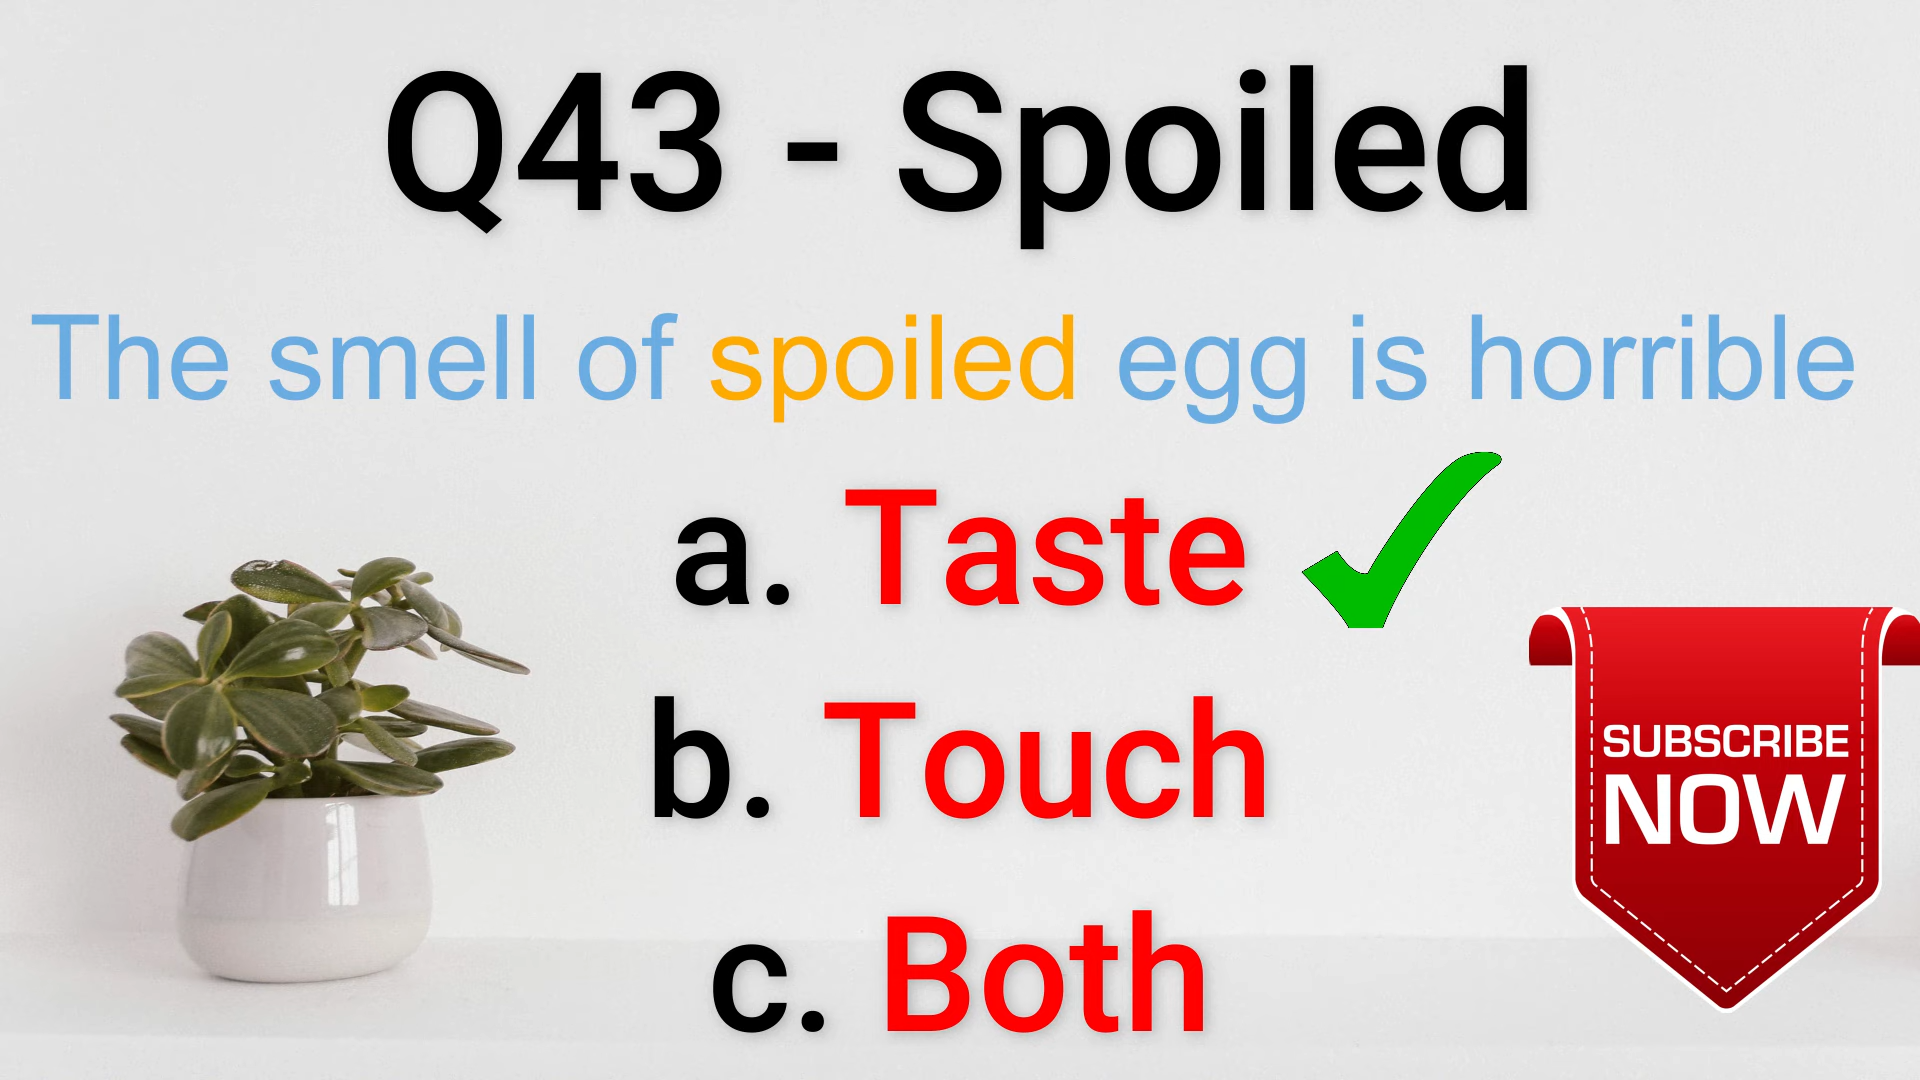 Q43 - Spoiled
The smell of spoiled egg is horrible
a. Taste
b. Touch
c. Both
SUBSCRIBE
NOW